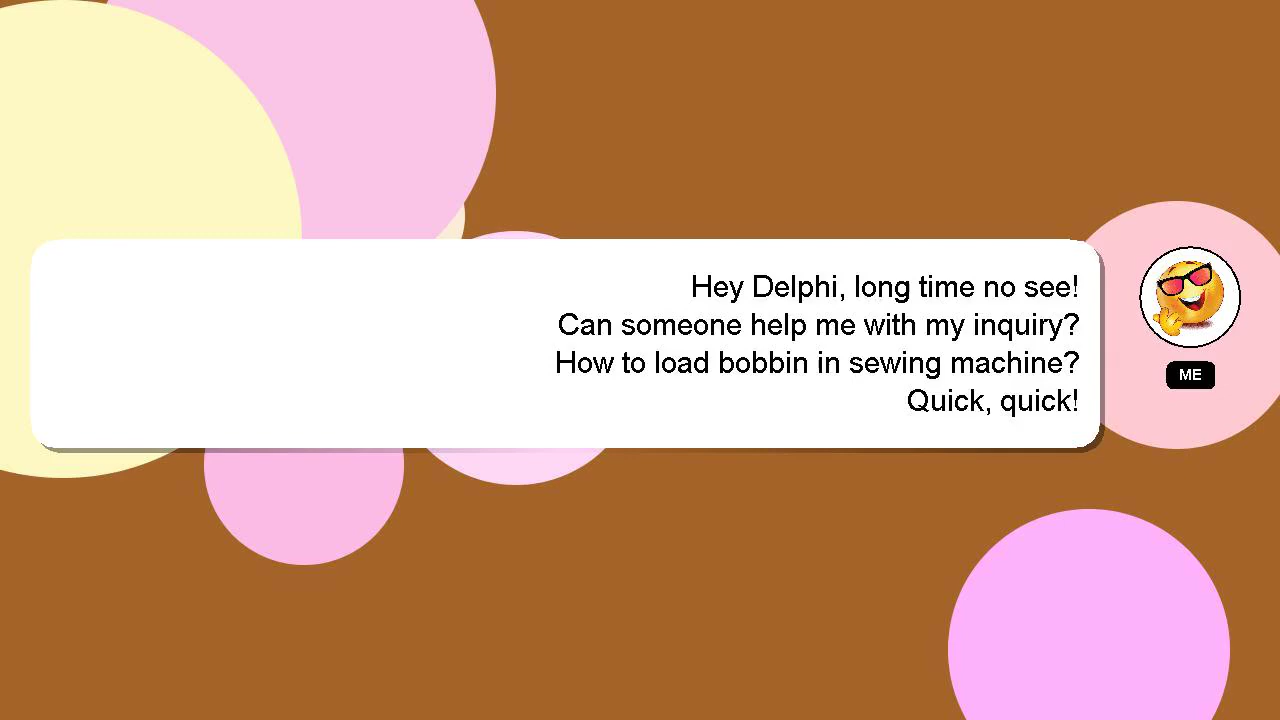 Hey Delphi, long time no see!
Can someone help me with my inquiry?
How to load bobbin in sewing machine?
Quick, quick!
ME